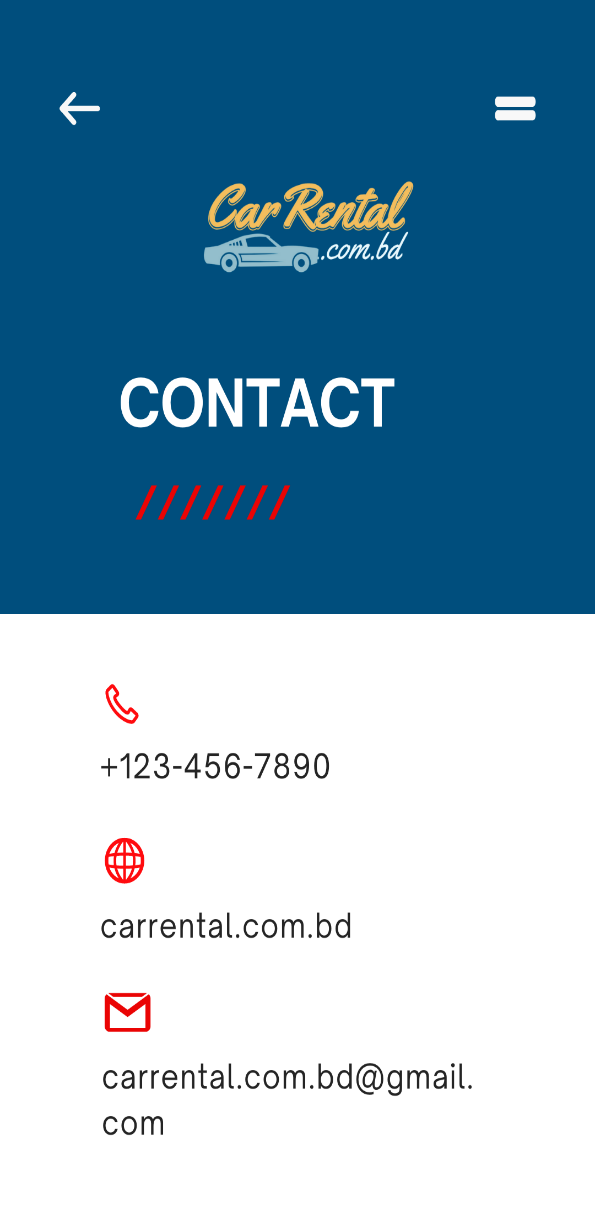 Car Rental
.com.bd
CONTACT
///////
+123-456-7890
carrental.com.bd
carrental.com.bd@gmail.
com